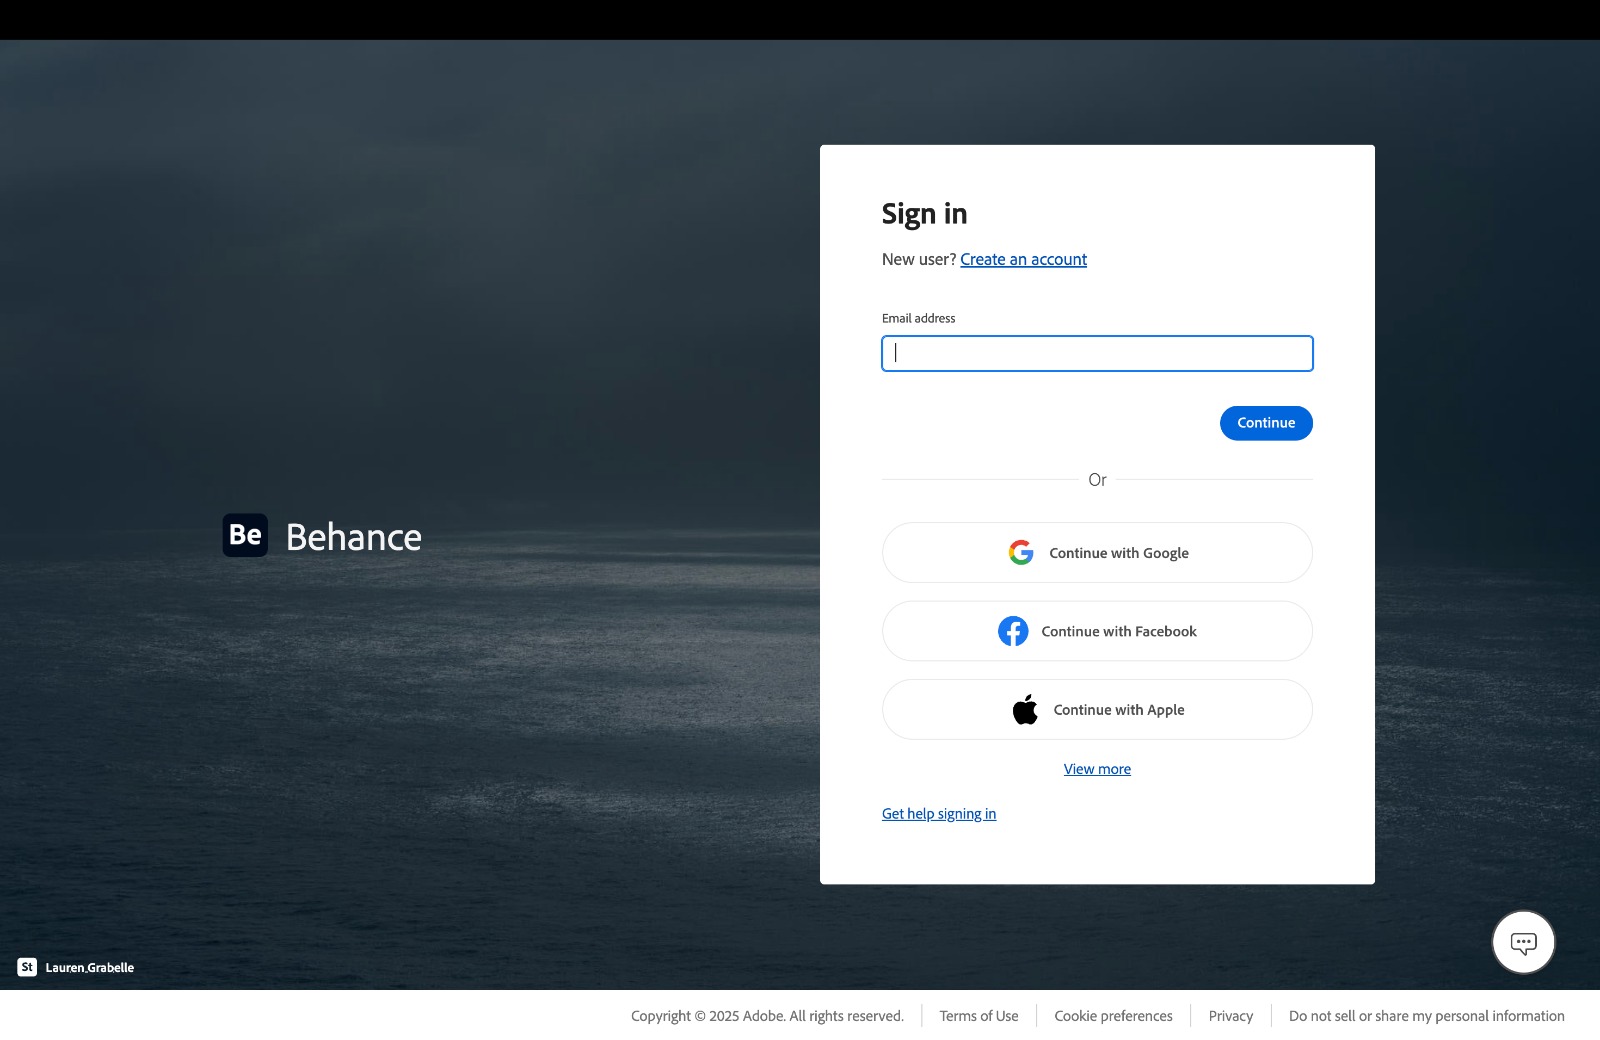 Sign in
New user? Create an account
Email address
Continue
Or
Be Behance
Continue with Google
Continue with Facebook
Continue with Apple
View more
Get help signing in
St Lauren.Grabelle
Copyright © 2025 Adobe. All rights reserved. Terms of Use Cookie preferences Privacy Do not sell or share my personal information